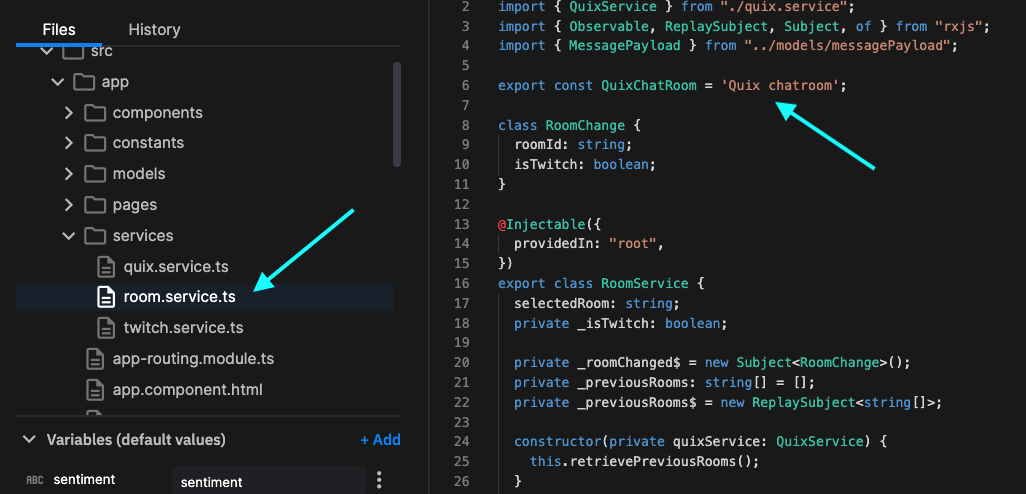 Files
History
src
app
components
constants
models
pages
services
quix.service.ts
room.service.ts
twitch.service.ts
app-routing.module.ts
app.component.html
Variables (default values)
+ Add
ABC sentiment
sentiment
2 import { QuixService } from "./quix.service";
3 import { Observable, ReplaySubject, Subject, of } from "rxjs";
4 import { MessagePayload } from "../models/messagePayload";
5
6 export const QuixChatRoom = 'Quix chatroom';
7
8 class RoomChange {
9 roomId: string;
10 isTwitch: boolean;
11 }
12
13 @Injectable({
14 providedIn: "root",
15 })
16 export class RoomService {
17 selectedRoom: string;
18 private _isTwitch: boolean;
19
20 private _roomChanged$ = new Subject<RoomChange>();
21 private _previousRooms: string[] = [];
22 private _previousRooms$ = new ReplaySubject<string[]>;
23
24 constructor(private quixService: QuixService) {
25 this.retrievePreviousRooms();
26 }